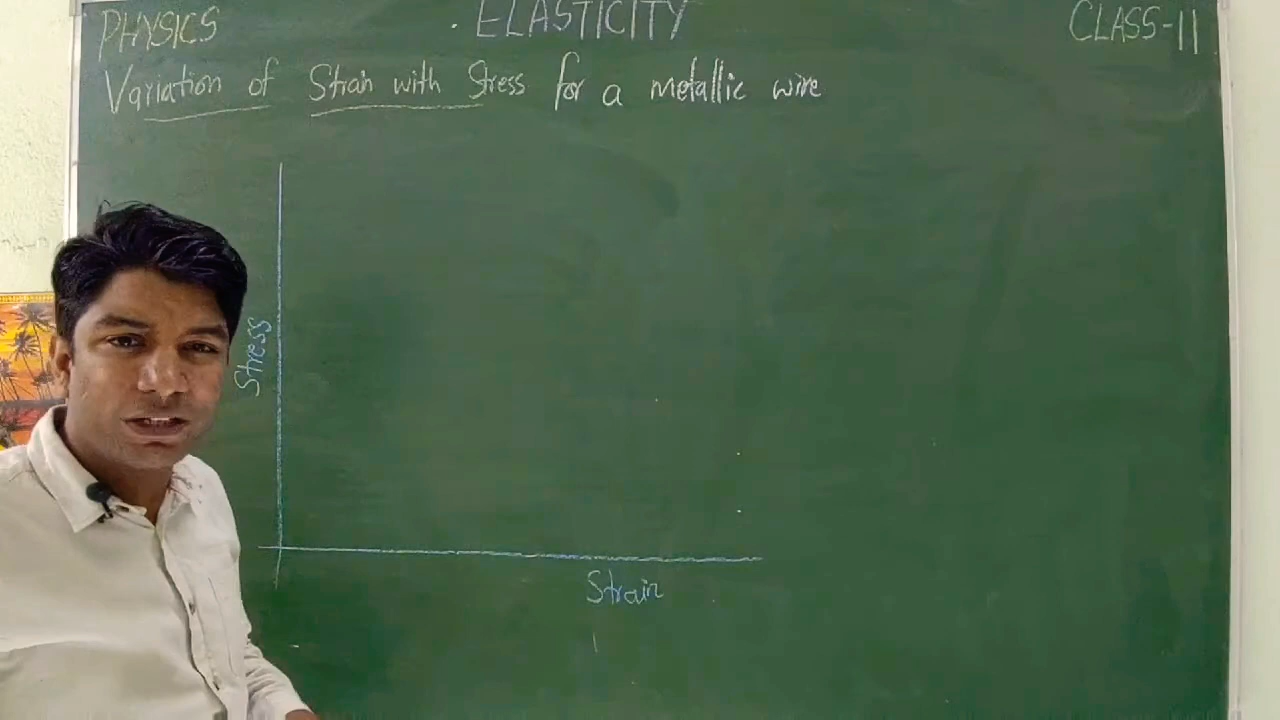 PHYSICS
ELASTICITY
CLASS-11
Variation of Strain with Stress for a metallic wire
Stress
Strain